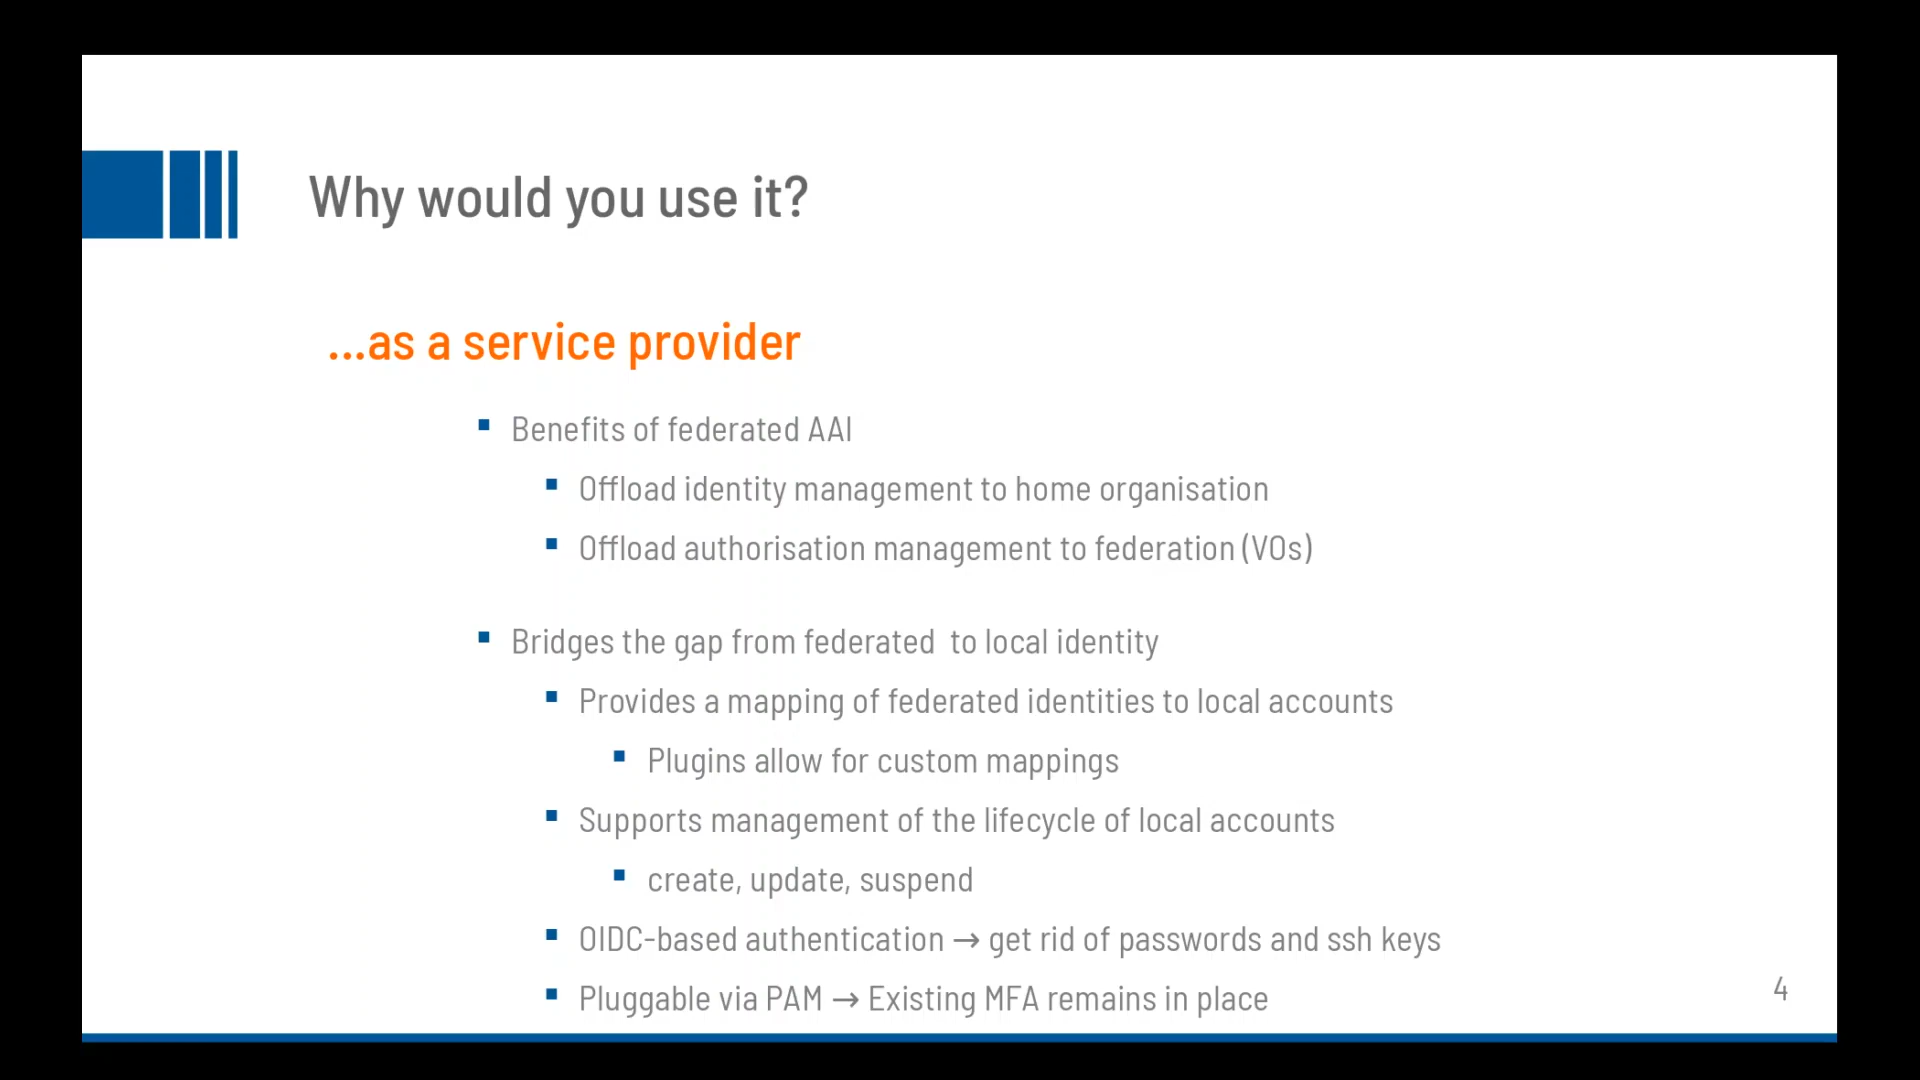 Why would you use it?
...as a service provider
Benefits of federated AAI
Offload identity management to home organisation
Offload authorisation management to federation (VOs)
Bridges the gap from federated  to local identity
Provides a mapping of federated identities to local accounts
Plugins allow for custom mappings
Supports management of the lifecycle of local accounts
create, update, suspend
OIDC-based authentication → get rid of passwords and ssh keys
Pluggable via PAM → Existing MFA remains in place
4